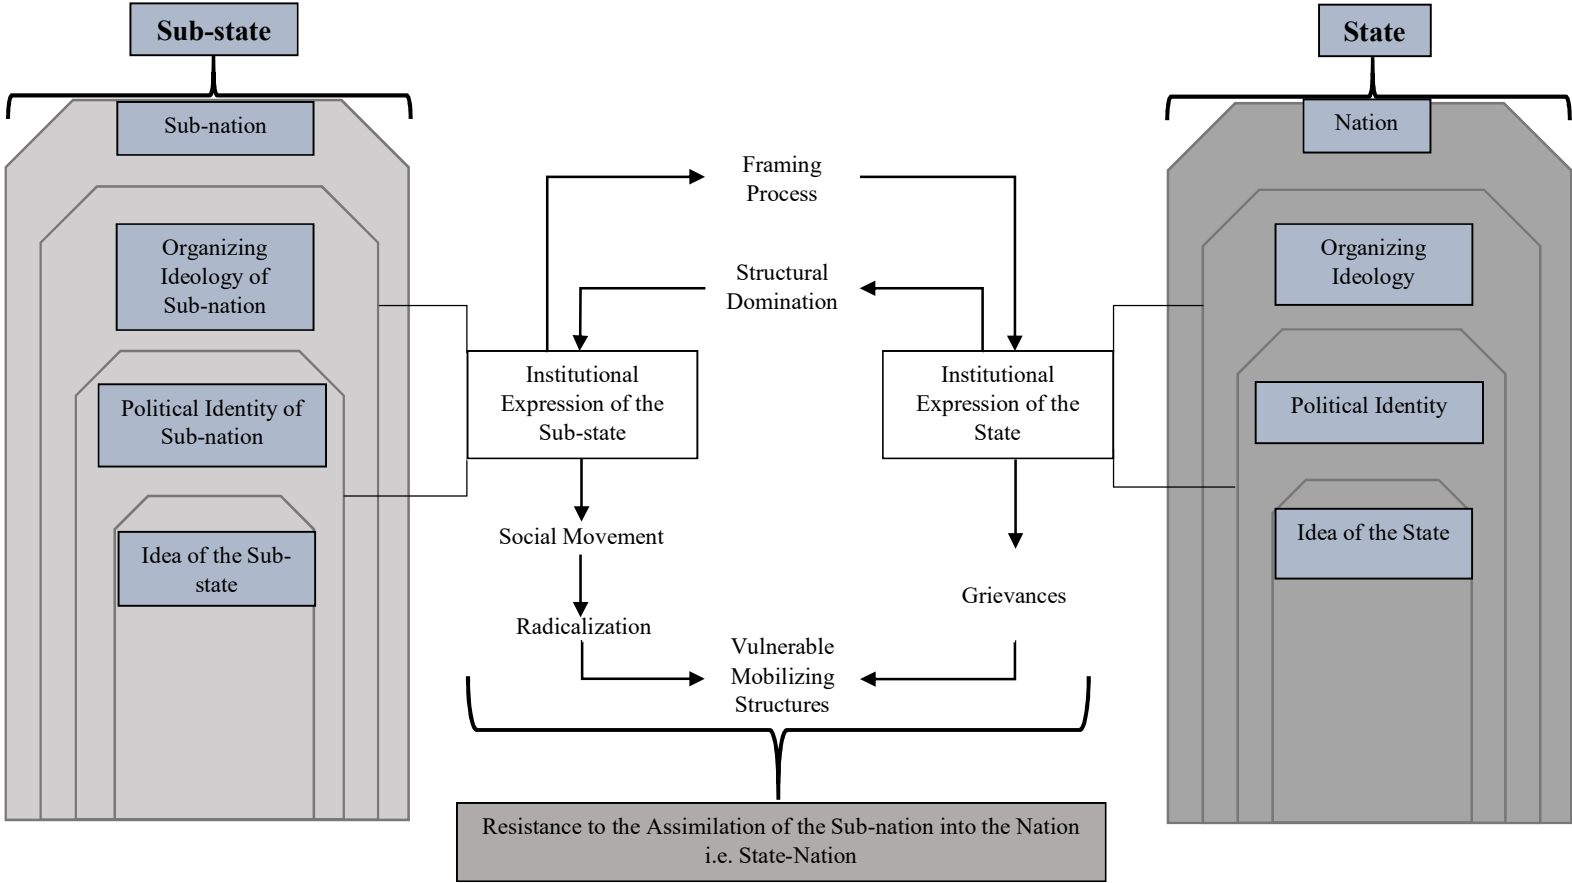 Sub-state
State
Sub-nation
Nation
Framing
Process
Organizing
Ideology of
Sub-nation
Organizing
Ideology
Structural
Domination
Institutional
Expression of the
Sub-state
Institutional
Expression of the
State
Political Identity of
Sub-nation
Political Identity
Social Movement
Idea of the Sub-
state
Idea of the State
Grievances
Radicalization
Vulnerable
Mobilizing
Structures
Resistance to the Assimilation of the Sub-nation into the Nation
i.e. State-Nation